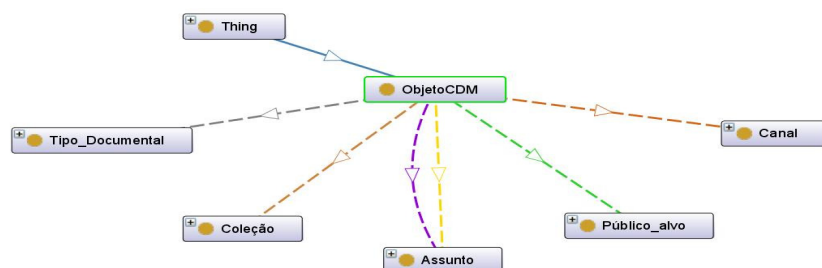 Thing
ObjetoCDM
Tipo_Documental
Canal
Coleção
Público_alvo
Assunto